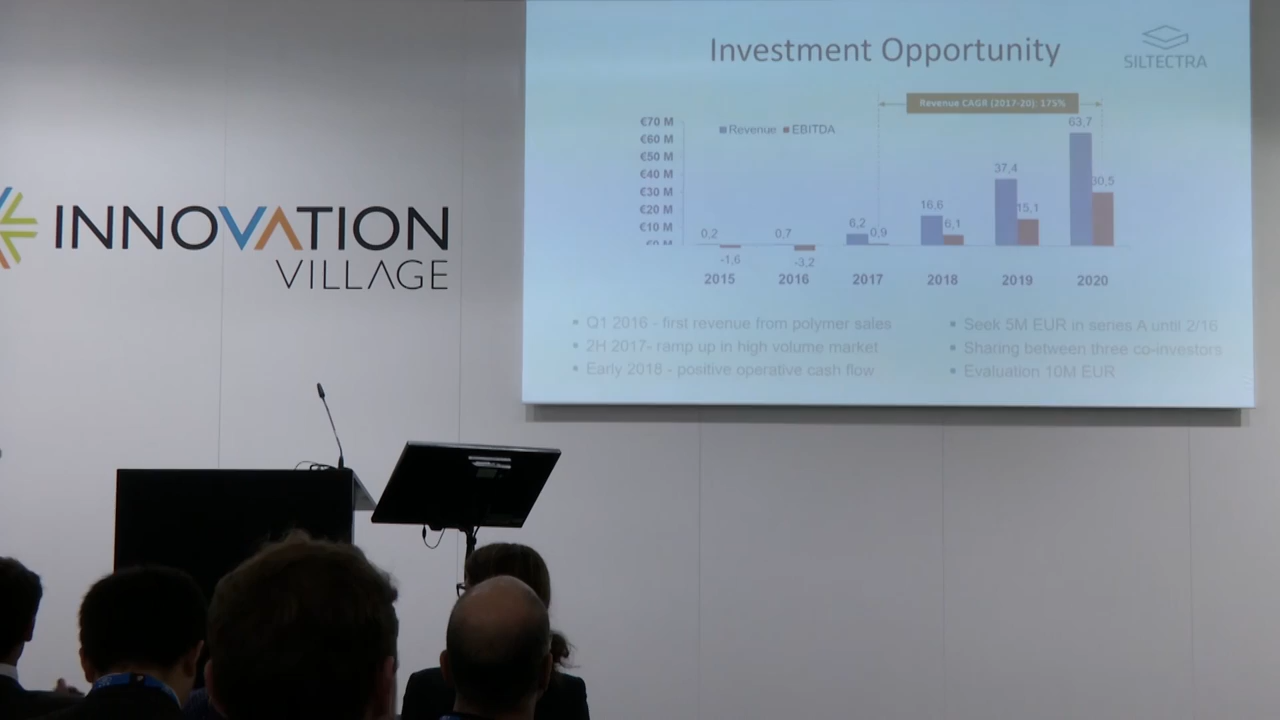 INNOVATION
VILLAGE
Investment Opportunity
SILTECTRA
Revenue CAGR (2017-20): 175%
Revenue EBITDA
€70 M
€60 M
€50 M
€40 M
€30 M
€20 M
€10 M
€0 M
0,2 -1,6
0,7 -3,2
6,2 0,9
16,6 6,1
37,4 15,1
63,7 30,5
2015 2016 2017 2018 2019 2020
• Q1 2016 - first revenue from polymer sales
• 2H 2017- ramp up in high volume market
• Early 2018 - positive operative cash flow
• Seek 5M EUR in series A until 2/16
• Sharing between three co-investors
• Evaluation 10M EUR